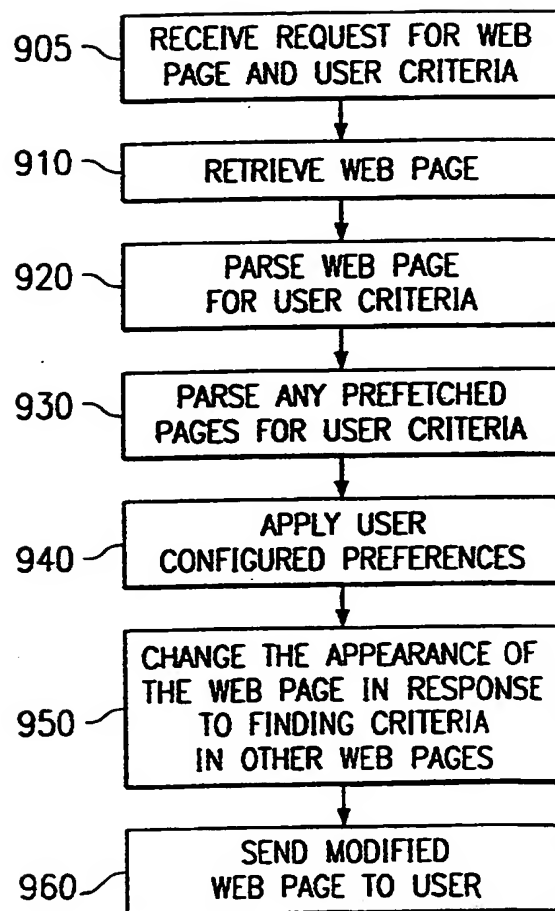 905
RECEIVE REQUEST FOR WEB
PAGE AND USER CRITERIA
910
RETRIEVE WEB PAGE
920
PARSE WEB PAGE
FOR USER CRITERIA
930
PARSE ANY PREFETCHED
PAGES FOR USER CRITERIA
940
APPLY USER
CONFIGURED PREFERENCES
950
CHANGE THE APPEARANCE OF
THE WEB PAGE IN RESPONSE
TO FINDING CRITERIA
IN OTHER WEB PAGES
960
SEND MODIFIED
WEB PAGE TO USER